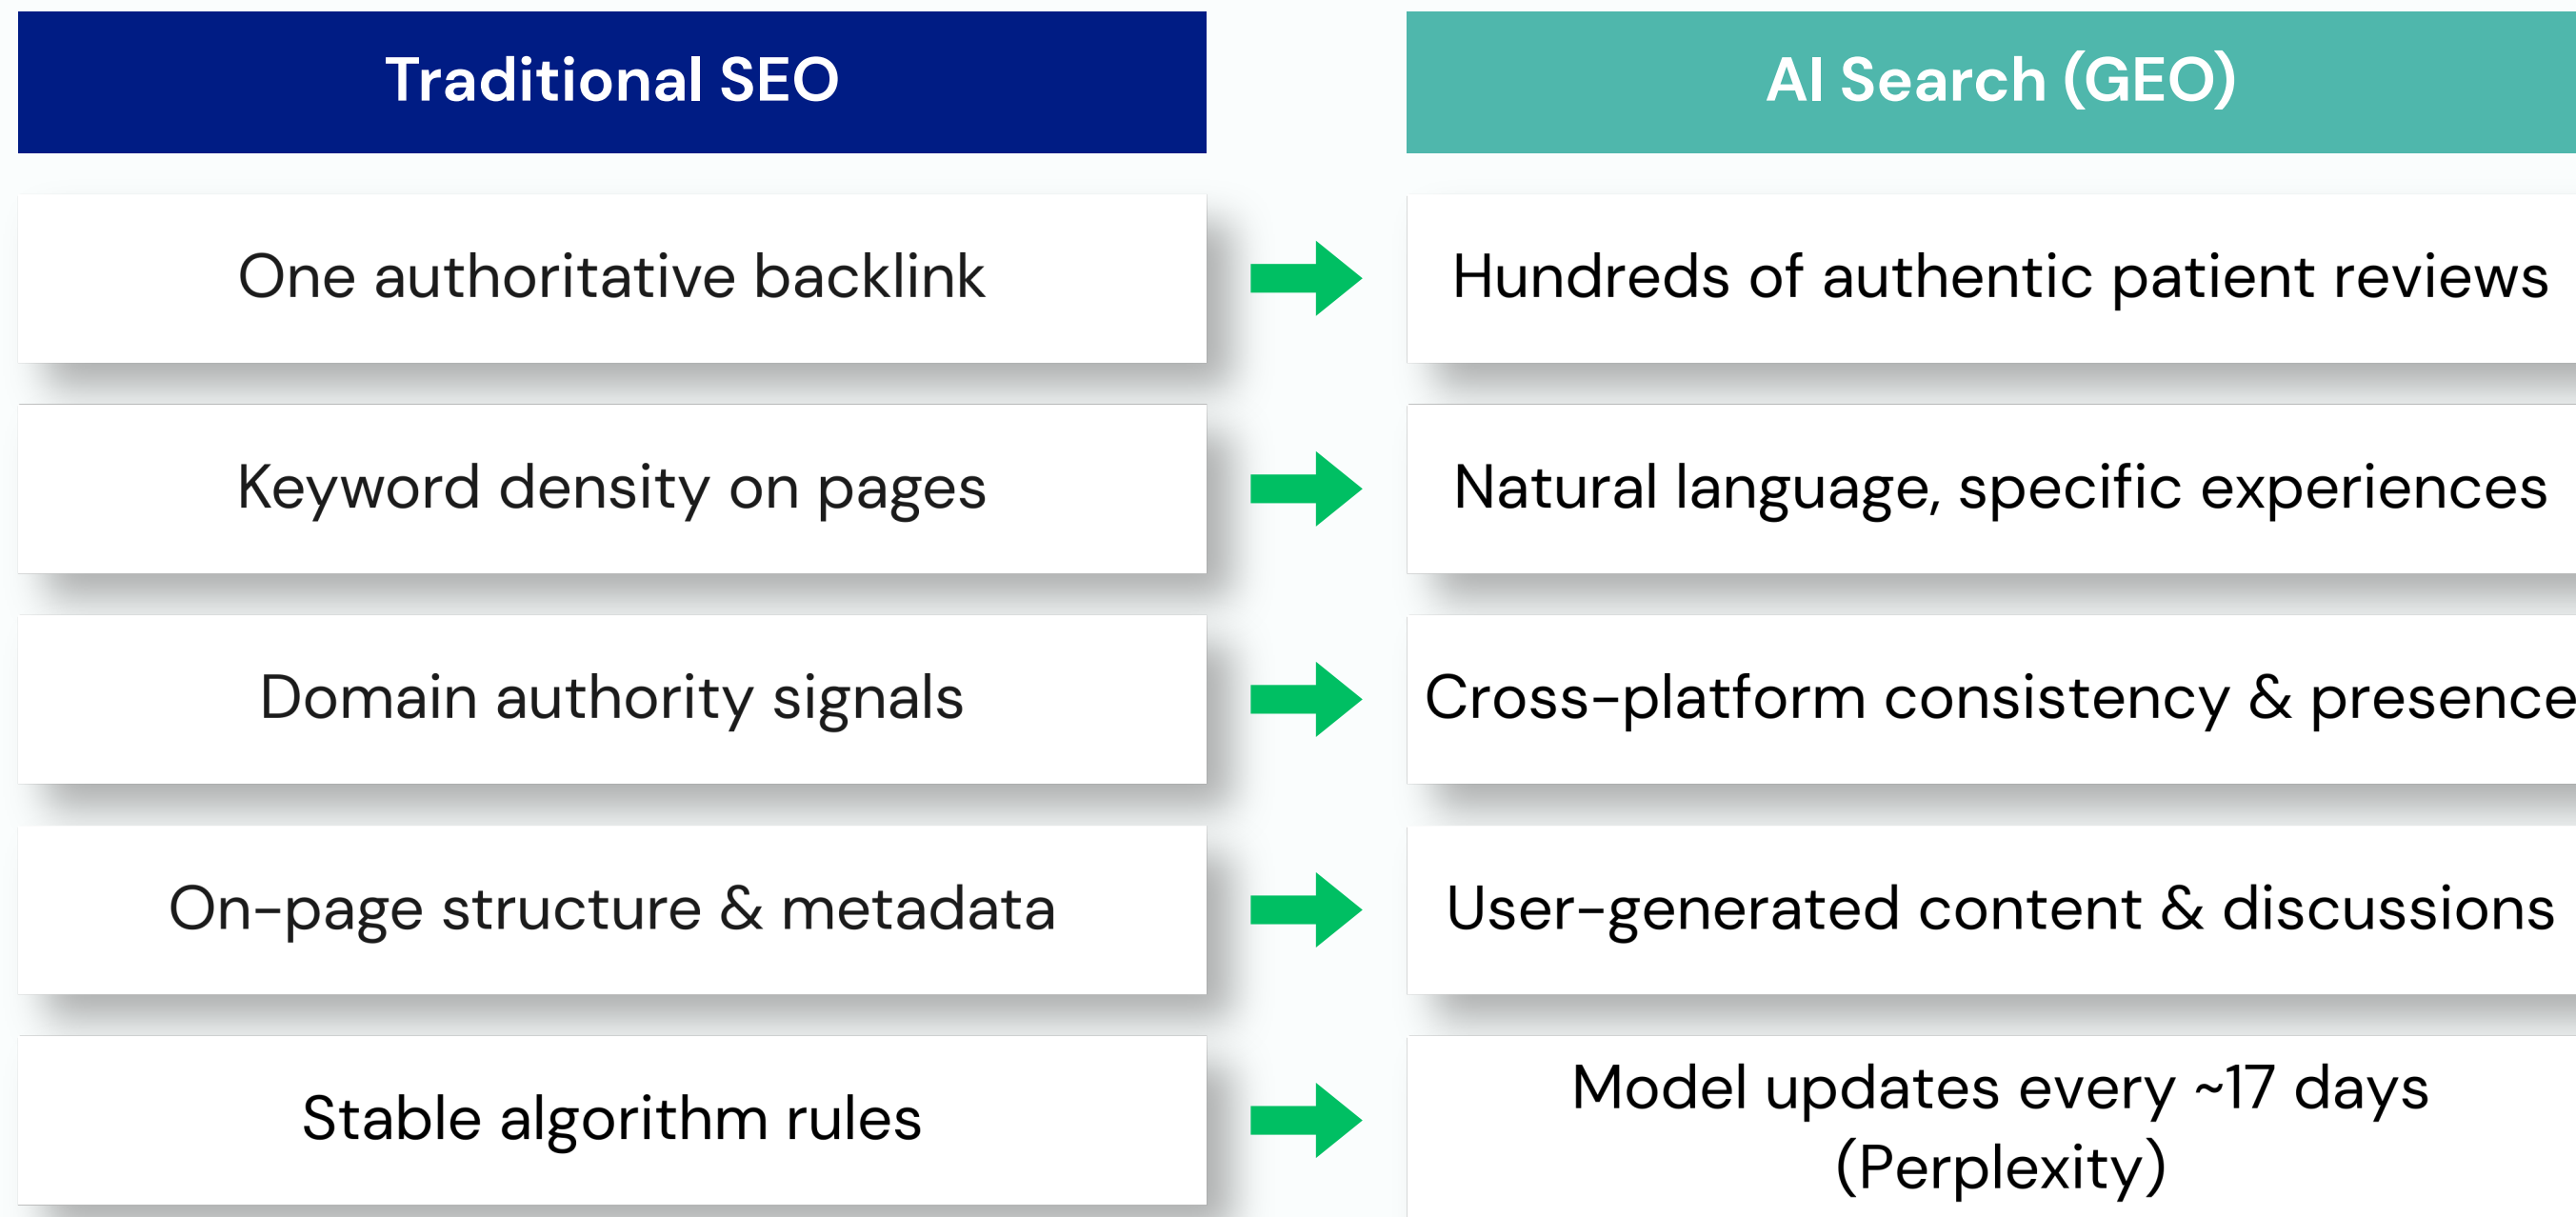 Traditional SEO
AI Search (GEO)
One authoritative backlink
Hundreds of authentic patient reviews
Keyword density on pages
Natural language, specific experiences
Domain authority signals
Cross-platform consistency & presence
On-page structure & metadata
User-generated content & discussions
Stable algorithm rules
Model updates every ~17 days
(Perplexity)